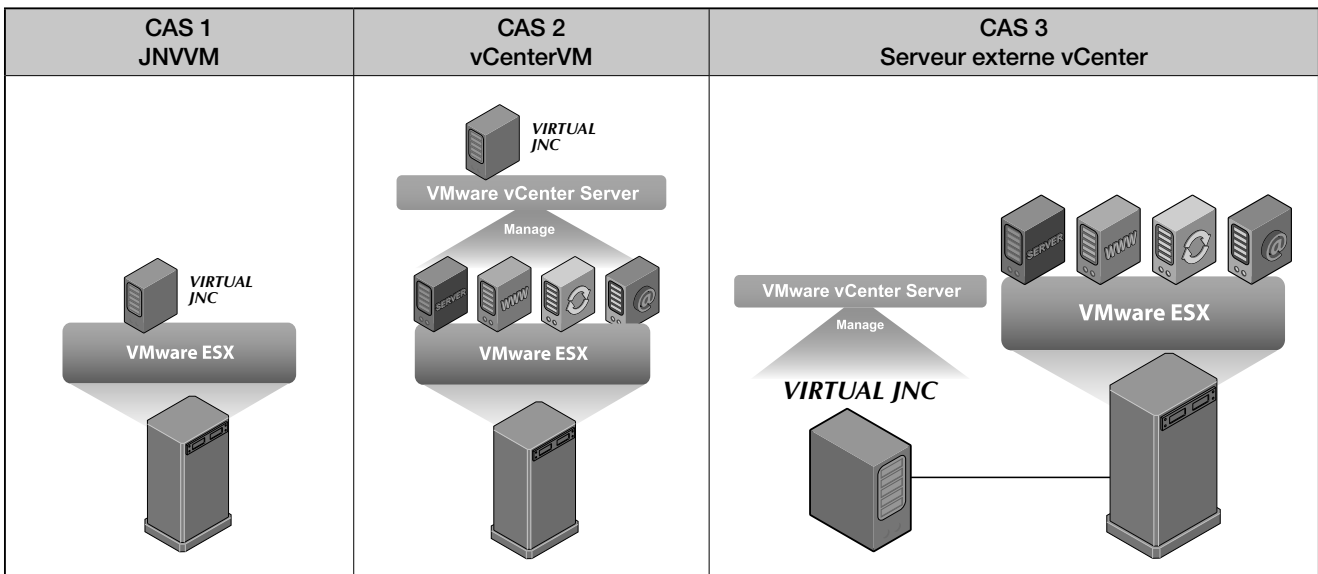 CAS 1
JNVVM
CAS 2
vCenterVM
CAS 3
Serveur externe vCenter
VIRTUAL
JNC
VMware ESX
VIRTUAL
JNC
VMware vCenter Server
Manage
SERVER
WWW
@
VMware ESX
VMware vCenter Server
Manage
VIRTUAL JNC
SERVER
WWW
@
VMware ESX